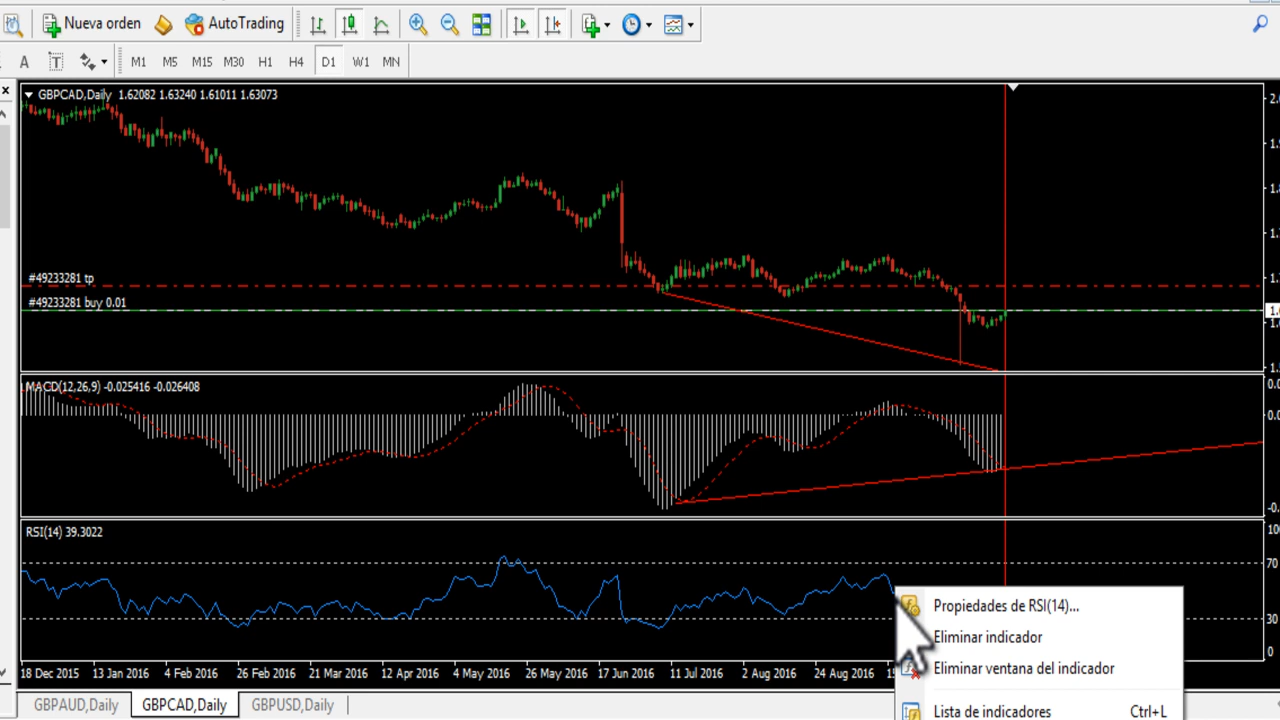 Nueva orden AutoTrading
A T M1 M5 M15 M30 H1 H4 D1 W1 MN
GBPCAD,Daily 1.62082 1.63240 1.61011 1.63073
#49233281 tp
#49233281 buy 0.01
MACD(12,26,9) -0.025416 -0.026408
RSI(14) 39.3022
100
70
30
0
Propiedades de RSI(14)...
Eliminar indicador
Eliminar ventana del indicador
Lista de indicadores Ctrl+L
18 Dec 2015 13 Jan 2016 4 Feb 2016 26 Feb 2016 21 Mar 2016 12 Apr 2016 4 May 2016 26 May 2016 17 Jun 2016 11 Jul 2016 2 Aug 2016 24 Aug 2016
GBPAUD,Daily GBPCAD,Daily GBPUSD,Daily